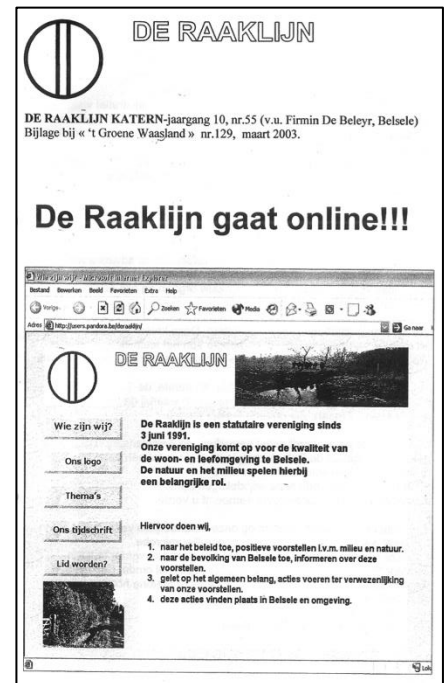 DE RAAKLIJN
DE RAAKLIJN KATERN-jaargang 10, nr.55 (v.u. Firmin De Beleyr, Belsele)
Bijlage bij « ‘t Groene Waasland » nr.129, maart 2003.
De Raaklijn gaat online!!!
Wie zijn wij? - Microsoft Internet Explorer
Bestand Bewerken Beeld Favorieten Extra Help
Vorige Zoeken Favorieten Media
Adres http://users.pandora.be/deraaklijn/ Ga naar
DE RAAKLIJN
Wie zijn wij?
Ons logo
Thema's
Ons tijdschrift
Lid worden?
De Raaklijn is een statutaire vereniging sinds
3 juni 1991.
Onze vereniging komt op voor de kwaliteit van
de woon- en leefomgeving te Belsele.
De natuur en het milieu spelen hierbij
een belangrijke rol.
Hiervoor doen wij,
1. naar het beleid toe, positieve voorstellen i.v.m. milieu en natuur.
2. naar de bevolking van Belsele toe, informeren over deze
voorstellen.
3. gelet op het algemeen belang, acties voeren ter verwezenlijking
van onze voorstellen.
4. deze acties vinden plaats in Belsele en omgeving.